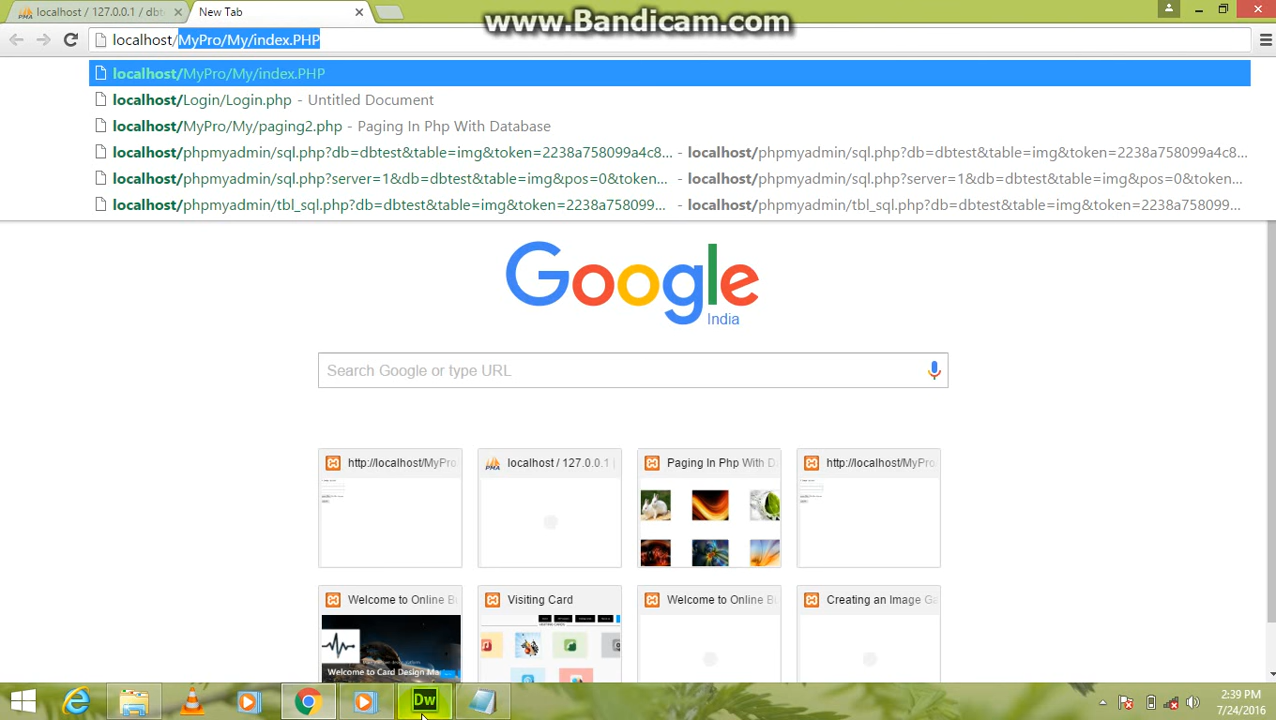 localhost / 127.0.0.1 / dbt
New Tab
www.Bandicam.com
localhost/MyPro/My/index.PHP
localhost/MyPro/My/index.PHP
localhost/Login/Login.php - Untitled Document
localhost/MyPro/My/paging2.php - Paging In Php With Database
localhost/phpmyadmin/sql.php?db=dbtest&table=img&token=2238a758099a4c8... - localhost/phpmyadmin/sql.php?db=dbtest&table=img&token=2238a758099a4c8...
localhost/phpmyadmin/sql.php?server=1&db=dbtest&table=img&pos=0&token... - localhost/phpmyadmin/sql.php?server=1&db=dbtest&table=img&pos=0&token...
localhost/phpmyadmin/tbl_sql.php?db=dbtest&table=img&token=2238a758099... - localhost/phpmyadmin/tbl_sql.php?db=dbtest&table=img&token=2238a758099...
Google
India
Search Google or type URL
http://localhost/MyPro
localhost / 127.0.0.1 |
Paging In Php With D
http://localhost/MyPro
Welcome to Online B
Visiting Card
Welcome to Online B
Creating an Image Ga
Welcome to Card Design Ma
Dw
2:39 PM
7/24/2016